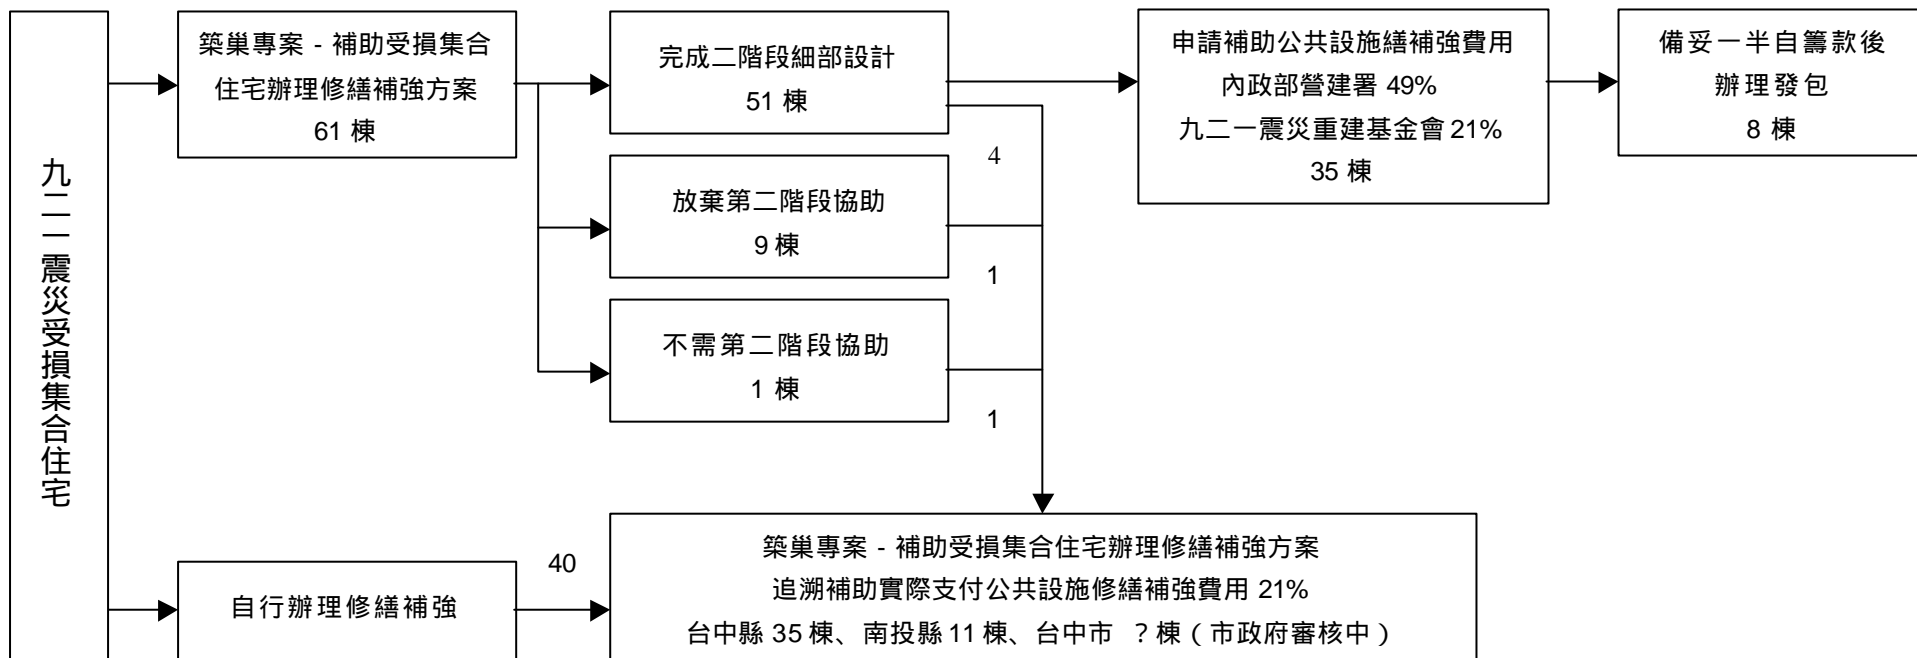 九二一震災受損集合住宅
築巢專案 - 補助受損集合
住宅辦理修繕補強方案
61 棟
完成二階段細部設計
51 棟
申請補助公共設施繕補強費用
內政部營建署 49%
九二一震災重建基金會 21%
35 棟
備妥一半自籌款後
辦理發包
8 棟
4
放棄第二階段協助
9 棟
1
不需第二階段協助
1 棟
1
自行辦理修繕補強
40
築巢專案 - 補助受損集合住宅辦理修繕補強方案
追溯補助實際支付公共設施修繕補強費用 21%
台中縣 35 棟、南投縣 11 棟、台中市 ？棟（市政府審核中）